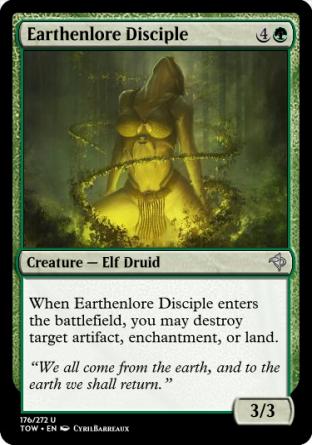 Earthenlore Disciple 4
Creature — Elf Druid
When Earthenlore Disciple enters
the battlefield, you may destroy
target artifact, enchantment, or land.
“We all come from the earth, and to the
earth we shall return.”
3/3
176/272 U
TOW • EN CyrilBarreaux